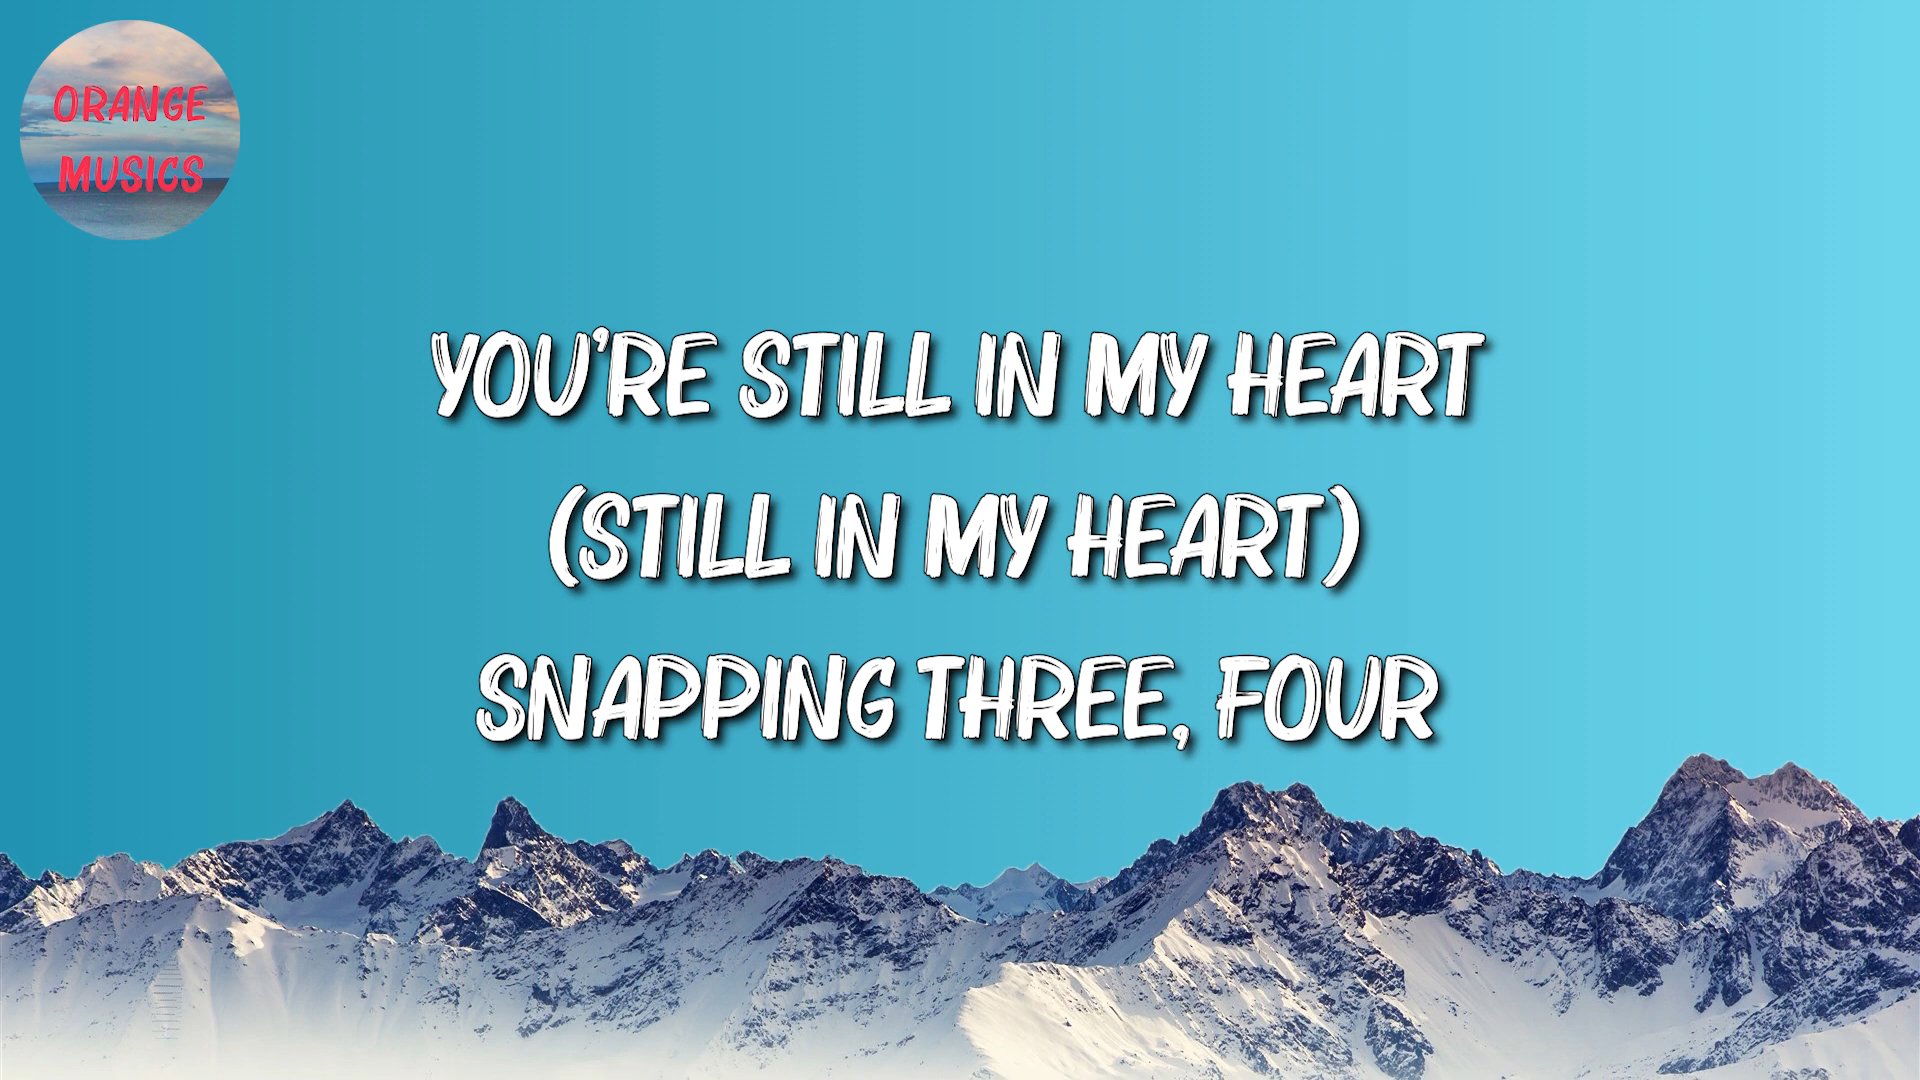 ORANGE
MUSICS
YOU'RE STILL IN MY HEART
(STILL IN MY HEART)
SNAPPING THREE, FOUR